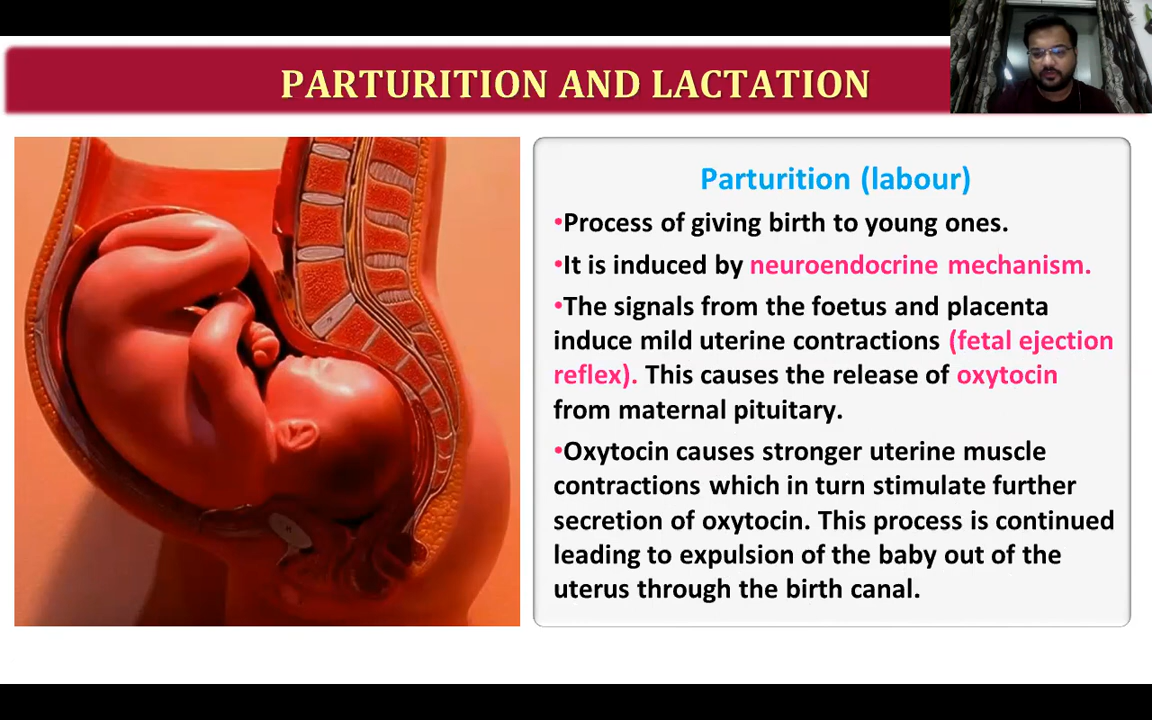 PARTURITION AND LACTATION
Parturition (labour)
•Process of giving birth to young ones.
•It is induced by neuroendocrine mechanism.
•The signals from the foetus and placenta
induce mild uterine contractions (fetal ejection
reflex). This causes the release of oxytocin
from maternal pituitary.
•Oxytocin causes stronger uterine muscle
contractions which in turn stimulate further
secretion of oxytocin. This process is continued
leading to expulsion of the baby out of the
uterus through the birth canal.